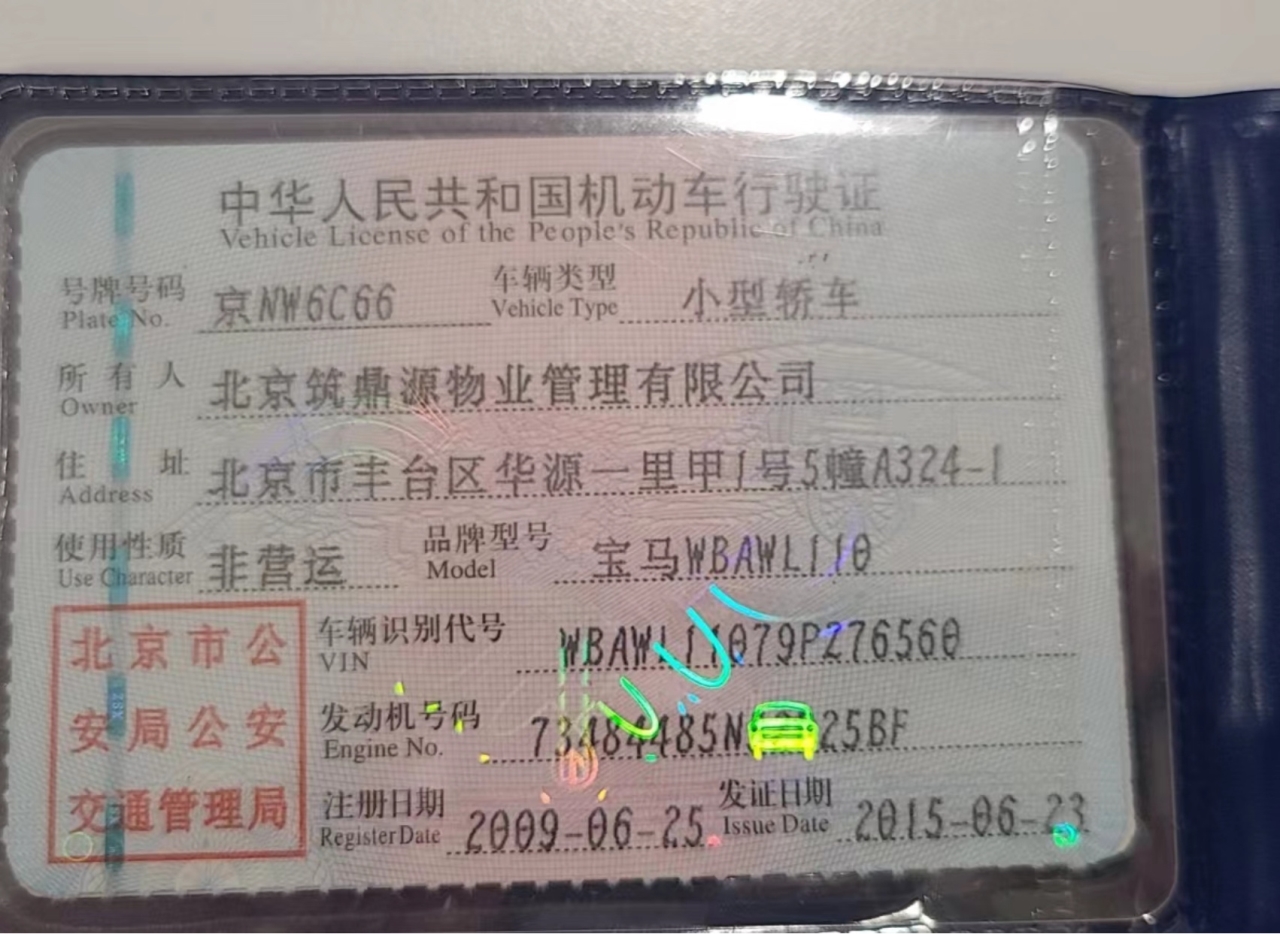 中华人民共和国机动车行驶证
Vehicle License of the People's Republic of China
号牌号码 京NW6C66 车辆类型 小型轿车
Plate No. Vehicle Type
所有人 北京筑鼎源物业管理有限公司
Owner
住址 北京市丰台区华源一里甲1号5幢A324-1
Address
使用性质 非营运 品牌型号 宝马WBAWL110
Use Character Model
北京市公
安局公安
交通管理局
车辆识别代号 WBAWL11079PZ76560
VIN
发动机号码
Engine No.
注册日期 2009-06-25 发证日期 2015-06-23
Register Date Issue Date